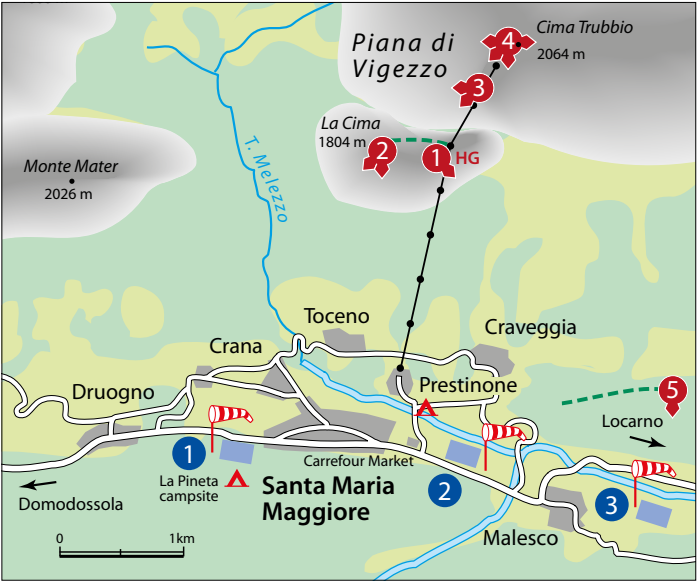 Cima Trubbio
4
2064 m
Piana di
Vigezzo
3
La Cima
1804 m
2
1
HG
Monte Mater
2026 m
T. Melezzo
Toceno
Craveggia
Crana
Prestinone
Druogno
5
Locarno
1
La Pineta
campsite
Carrefour Market
Santa Maria
Maggiore
2
3
Domodossola
Malesco
0
1km